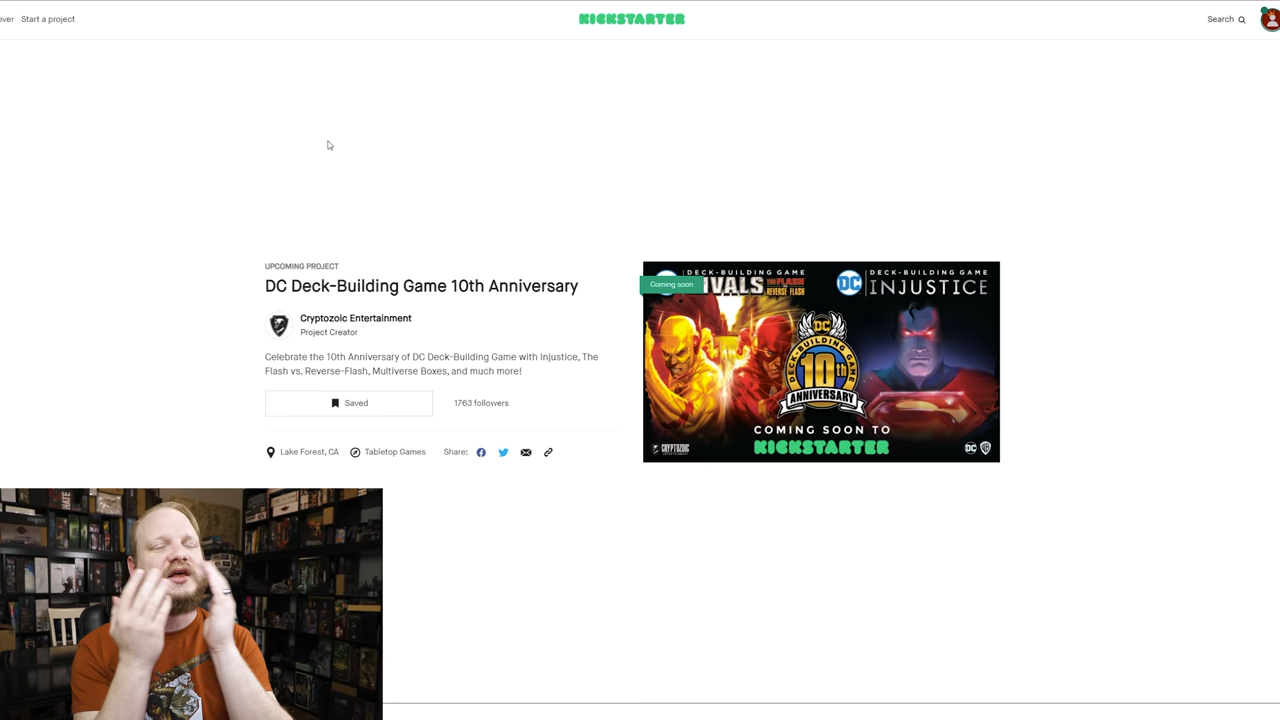 over Start a project
KICKSTARTER
Search
UPCOMING PROJECT
DC Deck-Building Game 10th Anniversary
Cryptozoic Entertainment
Project Creator
Celebrate the 10th Anniversary of DC Deck-Building Game with Injustice, The
Flash vs. Reverse-Flash, Multiverse Boxes, and much more!
Saved
1763 followers
Lake Forest, CA
Tabletop Games
Share:
DECK-BUILDING GAME
Coming soon
IVALS THE FLASH
REVERSE-FLASH
DC
DECK-BUILDING GAME
INJUSTICE
DC
DECK-BUILDING GAME
10th
ANNIVERSARY
COMING SOON TO
KICKSTARTER
CRYPTOZOIC
ENTERTAINMENT
DC
WB